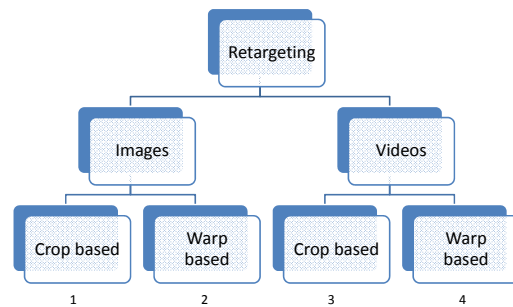 Retargeting
Images
Videos
Crop based
Warp
based
Crop based
Warp
based
1
2
3
4